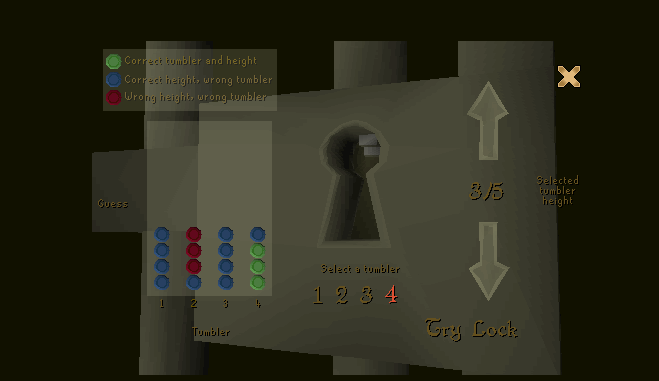 Correct tumbler and height
Correct height, wrong tumbler
Wrong height, wrong tumbler
Guess
1 2 3 4
Tumbler
Select a tumbler
1 2 3 4
3/5
Selected
tumbler
height
Try Lock